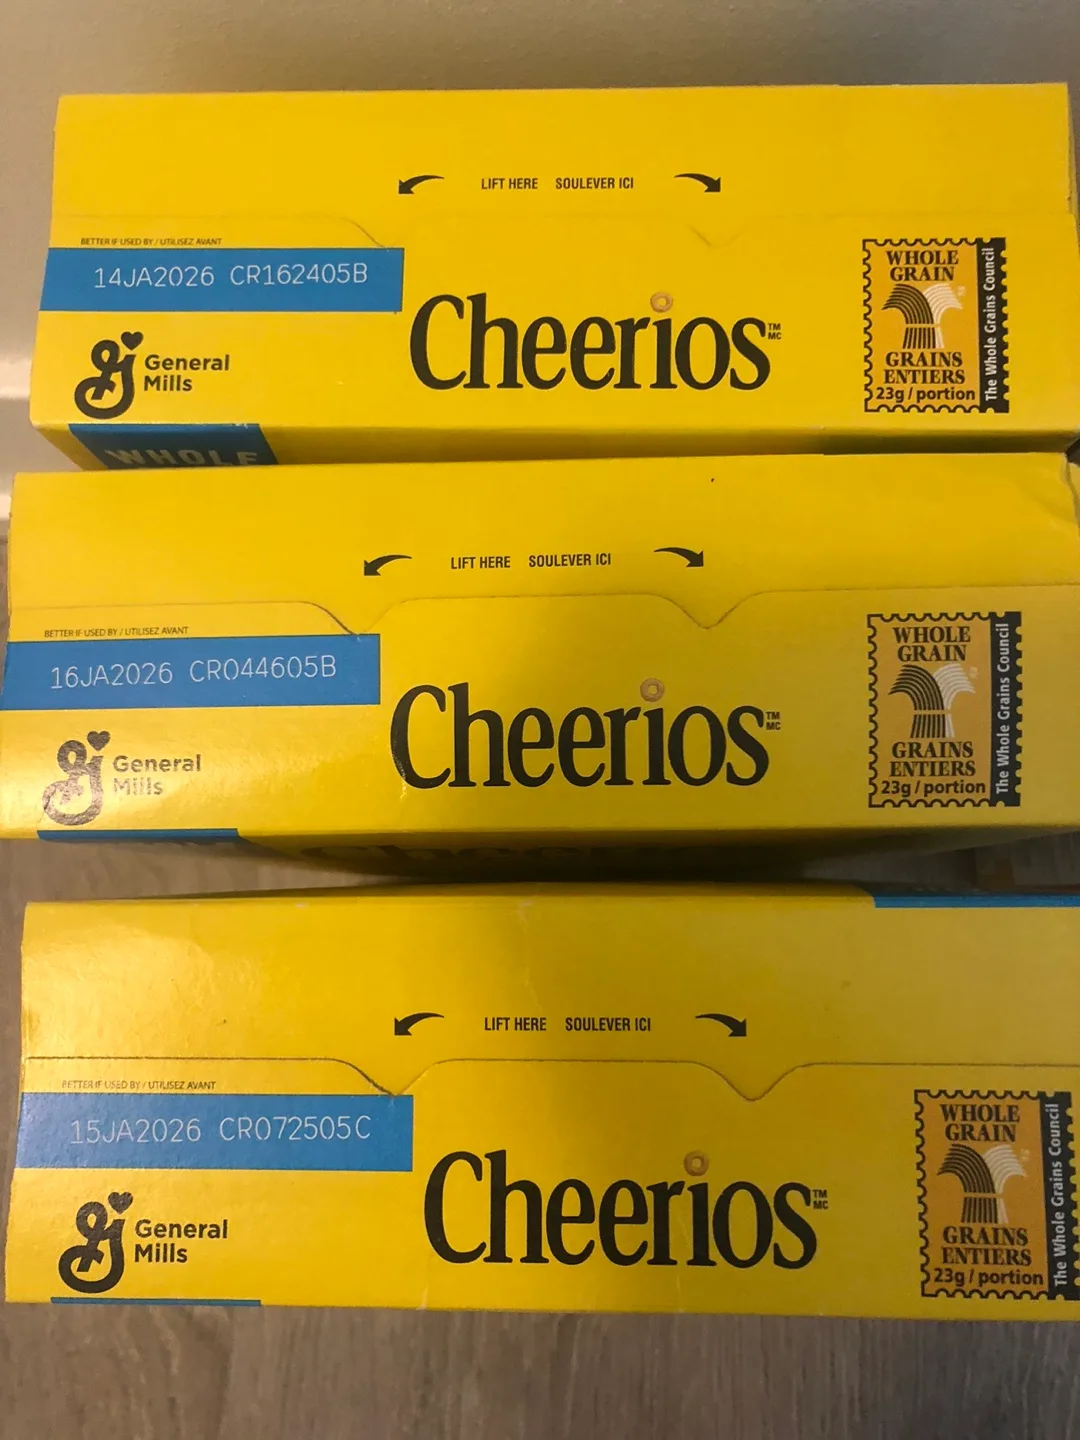 LIFT HERE SOULEVER ICI
BETTER IF USED BY / UTILISEZ AVANT
14JA2026 CR162405B
Cheerios
TM
MC
General
Mills
WHOLE
GRAIN
GRAINS
ENTIERS
23g / portion
The Whole Grains Council
WHOLE
LIFT HERE SOULEVER ICI
BETTER IF USED BY / UTILISEZ AVANT
16JA2026 CR044605B
Cheerios
TM
MC
General
Mills
WHOLE
GRAIN
GRAINS
ENTIERS
23g / portion
The Whole Grains Council
Cheerios
LIFT HERE SOULEVER ICI
BETTER IF USED BY / UTILISEZ AVANT
15JA2026 CR072505C
Cheerios
TM
MC
General
Mills
WHOLE
GRAIN
GRAINS
ENTIERS
23g / portion
The Whole Grains Council